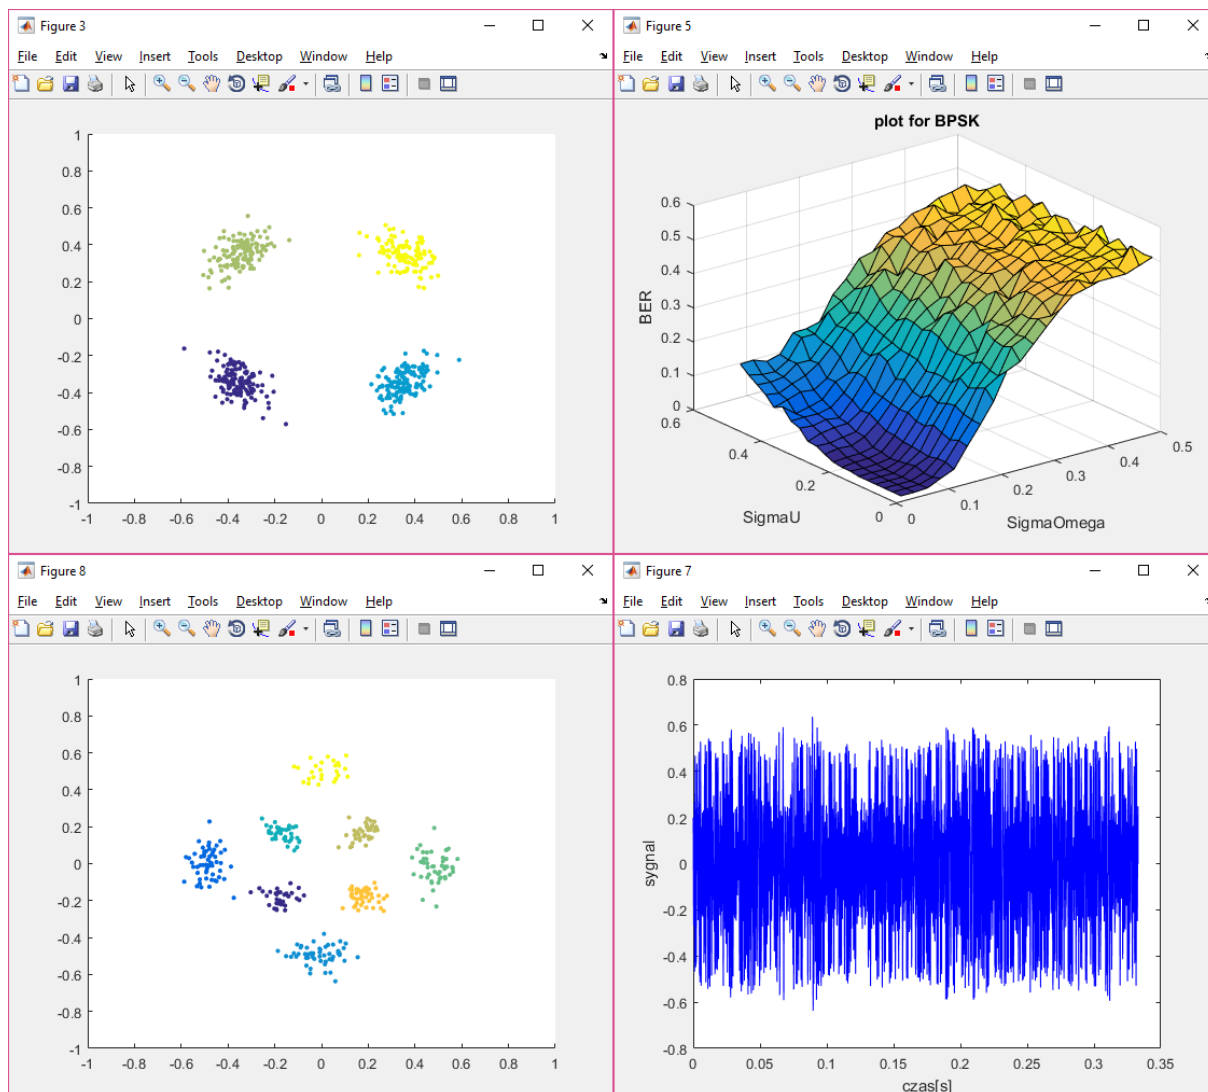 Figure 3
File Edit View Insert Tools Desktop Window Help
1
0.8
0.6
0.4
0.2
0
-0.2
-0.4
-0.6
-0.8
-1
-1 -0.8 -0.6 -0.4 -0.2 0 0.2 0.4 0.6 0.8 1
Figure 5
File Edit View Insert Tools Desktop Window Help
plot for BPSK
0.6
0.5
0.4
0.3
0.2
0.1
0
BER
0.6
0.4
0.2
0
SigmaU
0
0.1
0.2
0.3
0.4
0.5
SigmaOmega
Figure 8
File Edit View Insert Tools Desktop Window Help
1
0.8
0.6
0.4
0.2
0
-0.2
-0.4
-0.6
-0.8
-1
-1 -0.8 -0.6 -0.4 -0.2 0 0.2 0.4 0.6 0.8 1
Figure 7
File Edit View Insert Tools Desktop Window Help
0.8
0.6
0.4
0.2
0
-0.2
-0.4
-0.6
-0.8
sygnal
0 0.05 0.1 0.15 0.2 0.25 0.3 0.35
czas[s]